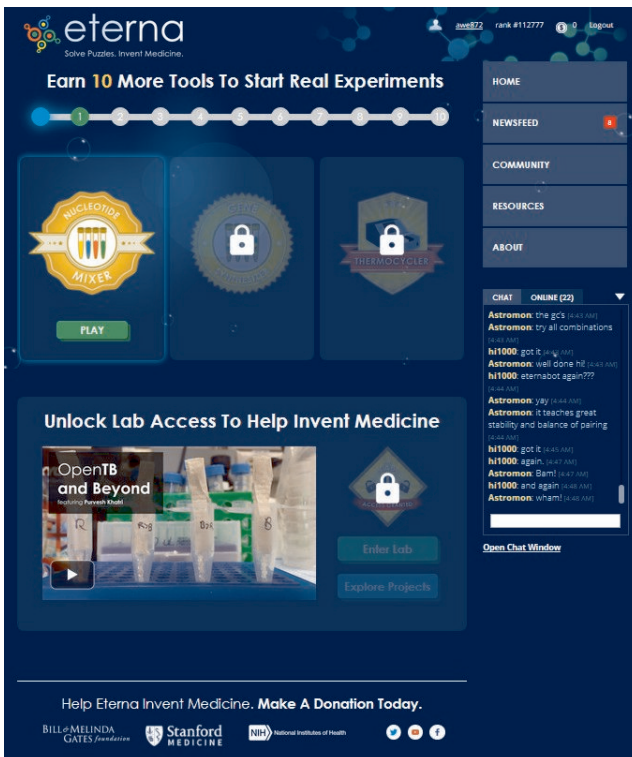 eterna
Solve Puzzles. Invent Medicine.
awe872 rank #112777 0 Logout
Earn 10 More Tools To Start Real Experiments
1 2 3 4 5 6 7 8 9 10
HOME
NEWSFEED 8
COMMUNITY
RESOURCES
ABOUT
NUCLEOTIDE
MIXER
PLAY
THERMOCYCLER
CHAT ONLINE (22)
Astromon: the gc's [4:43 AM]
Astromon: try all combinations
[4:43 AM]
hi1000: got it [4:43 AM]
Astromon: well done hi! [4:43 AM]
hi1000: eternabot again???
[4:44 AM]
Astromon: yay [4:44 AM]
Astromon: it teaches great
stability and balance of pairing
[4:44 AM]
hi1000: got it [4:45 AM]
hi1000: again. [4:47 AM]
Astromon: Bam! [4:47 AM]
hi1000: and again [4:48 AM]
Astromon: wham! [4:48 AM]
Open Chat Window
Unlock Lab Access To Help Invent Medicine
OpenTB
and Beyond
featuring Purvesh Khatri
Enter Lab
Explore Projects
Help Eterna Invent Medicine. Make A Donation Today.
BILL & MELINDA
GATES foundation
Stanford
MEDICINE
NIH National Institutes of Health